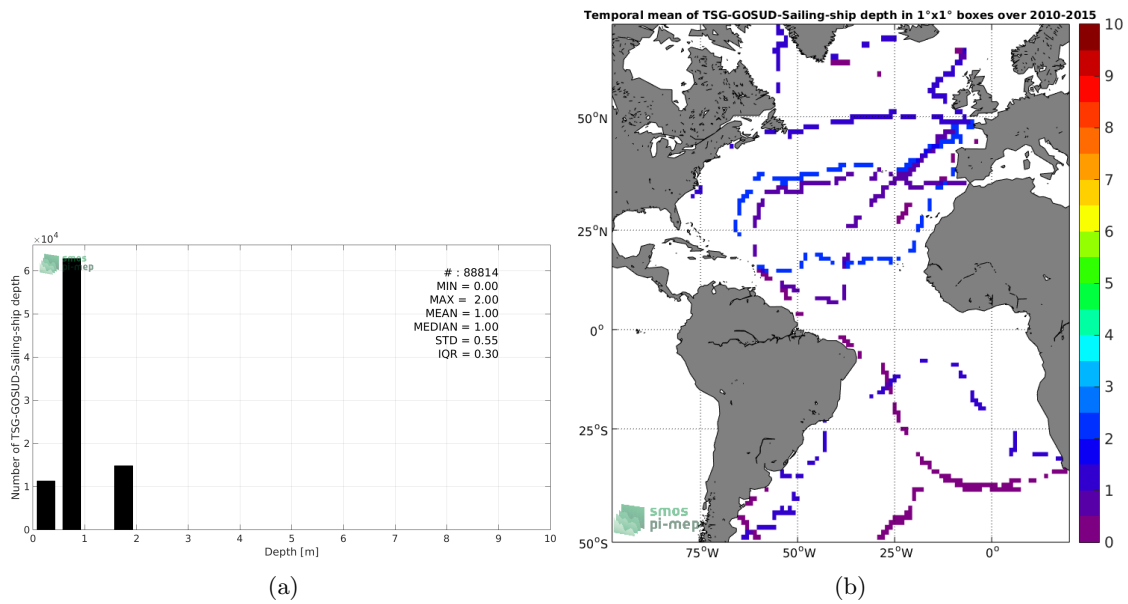 Temporal mean of TSG-GOSUD-Sailing-ship depth in 1°x1° boxes over 2010-2015
×10⁴
Number of TSG-GOSUD-Sailing-ship depth
6
5
4
3
2
1
0
smos
pi-mep
# : 88814
MIN = 0.00
MAX = 2.00
MEAN = 1.00
MEDIAN = 1.00
STD = 0.55
IQR = 0.30
0 1 2 3 4 5 6 7 8 9 10
Depth [m]
(a)
50°N
25°N
0°
25°S
50°S
75°W 50°W 25°W 0°
smos
pi-mep
10
9
8
7
6
5
4
3
2
1
0
(b)